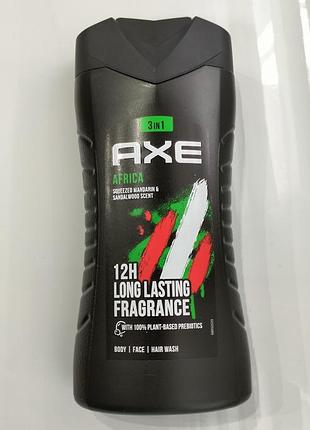 3 IN 1
AXE
AFRICA
SQUEEZED MANDARIN &
SANDALWOOD SCENT
12H
LONG LASTING
FRAGRANCE
WITH 100% PLANT-BASED PREBIOTICS
BODY | FACE | HAIR WASH